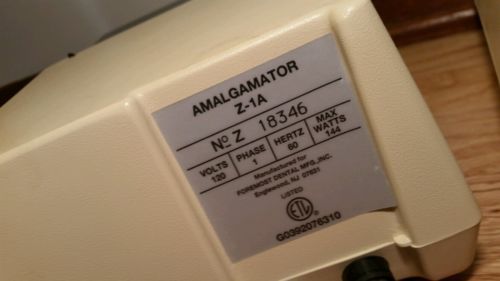 AMALGAMATOR
Z-1A
No Z 18346
VOLTS 120 PHASE 1 HERTZ 60 MAX WATTS 144
Manufactured for
FOREMOST DENTAL MFG., INC.
Englewood, NJ 07631
LISTED
ETL
G0392076310